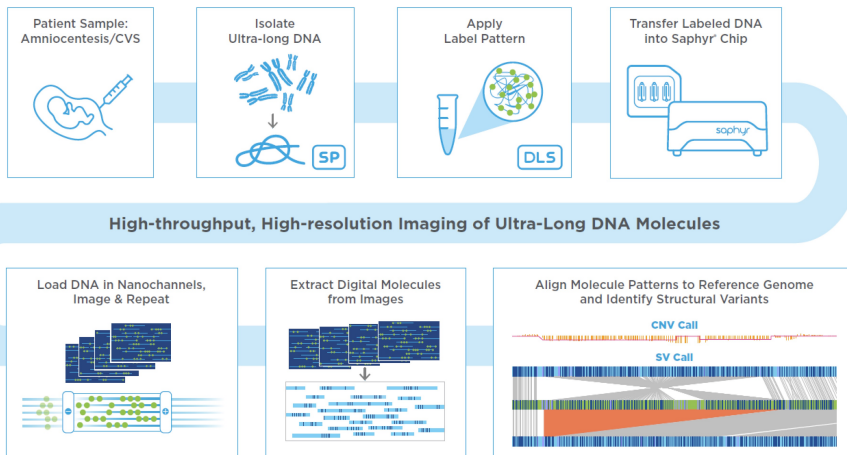 Patient Sample:
Amniocentesis/CVS
Isolate
Ultra-long DNA
SP
Apply
Label Pattern
DLS
Transfer Labeled DNA
into Saphyr® Chip
saphyr
High-throughput, High-resolution Imaging of Ultra-Long DNA Molecules
Load DNA in Nanochannels,
Image & Repeat
Extract Digital Molecules
from Images
Align Molecule Patterns to Reference Genome
and Identify Structural Variants
CNV Call
SV Call